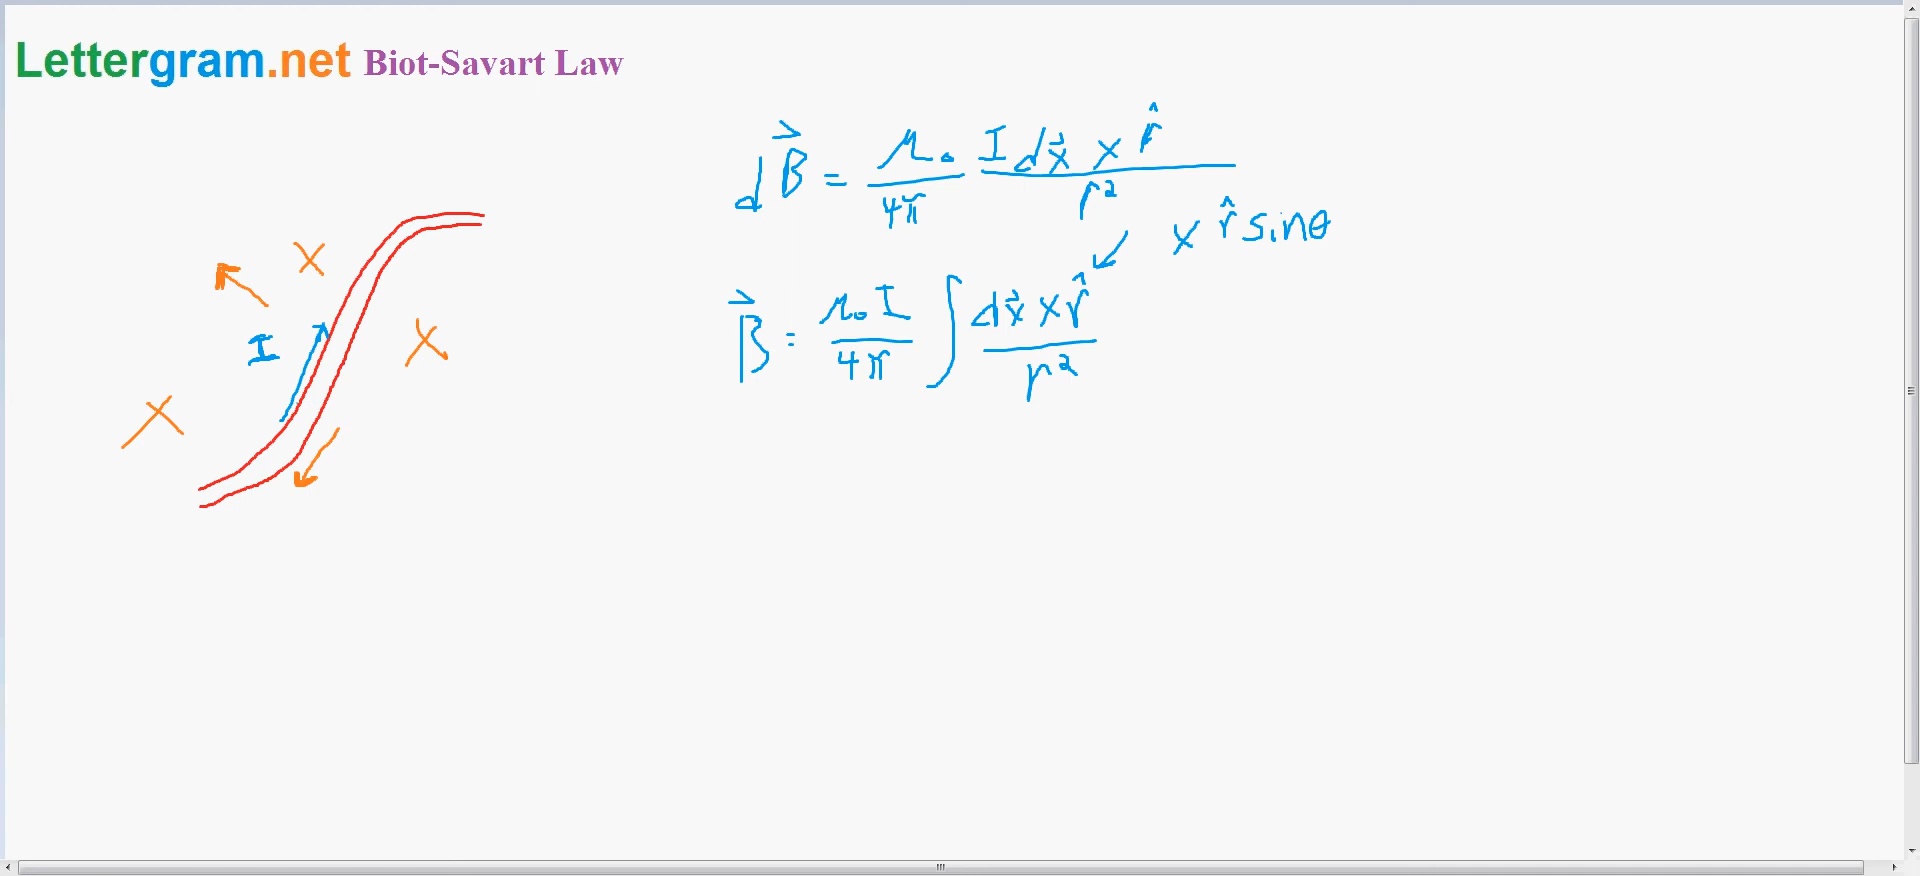 Lettergram.net Biot-Savart Law
dB⃗ = μ₀/4π I dx⃗ × r̂ / r²
× r̂ sinθ
B⃗ = μ₀I/4π ∫ dx⃗ × r̂ / r²
X
I
X
X